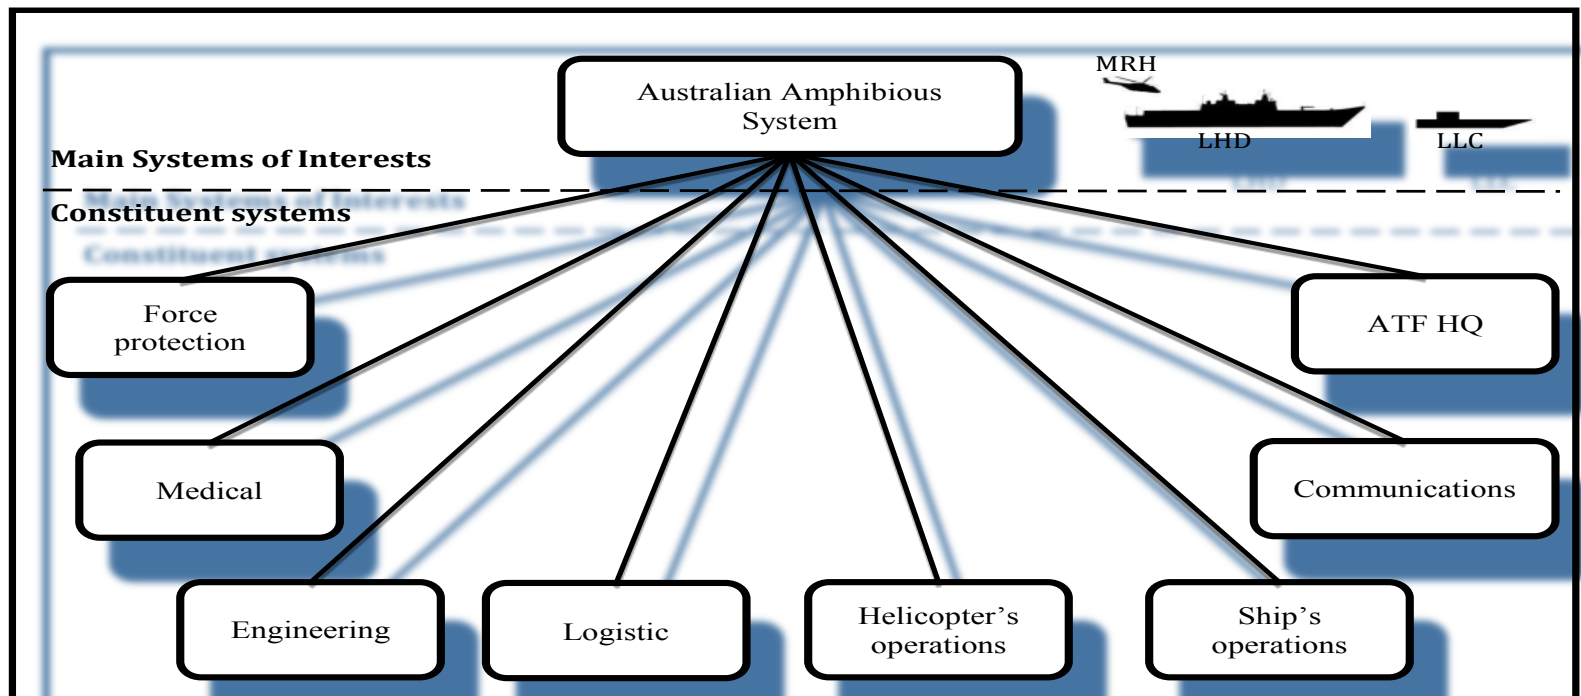 MRH
Australian Amphibious
System
LHD
LLC
Main Systems of Interests
Constituent systems
Force
protection
ATF HQ
Medical
Communications
Engineering
Logistic
Helicopter’s
operations
Ship’s
operations